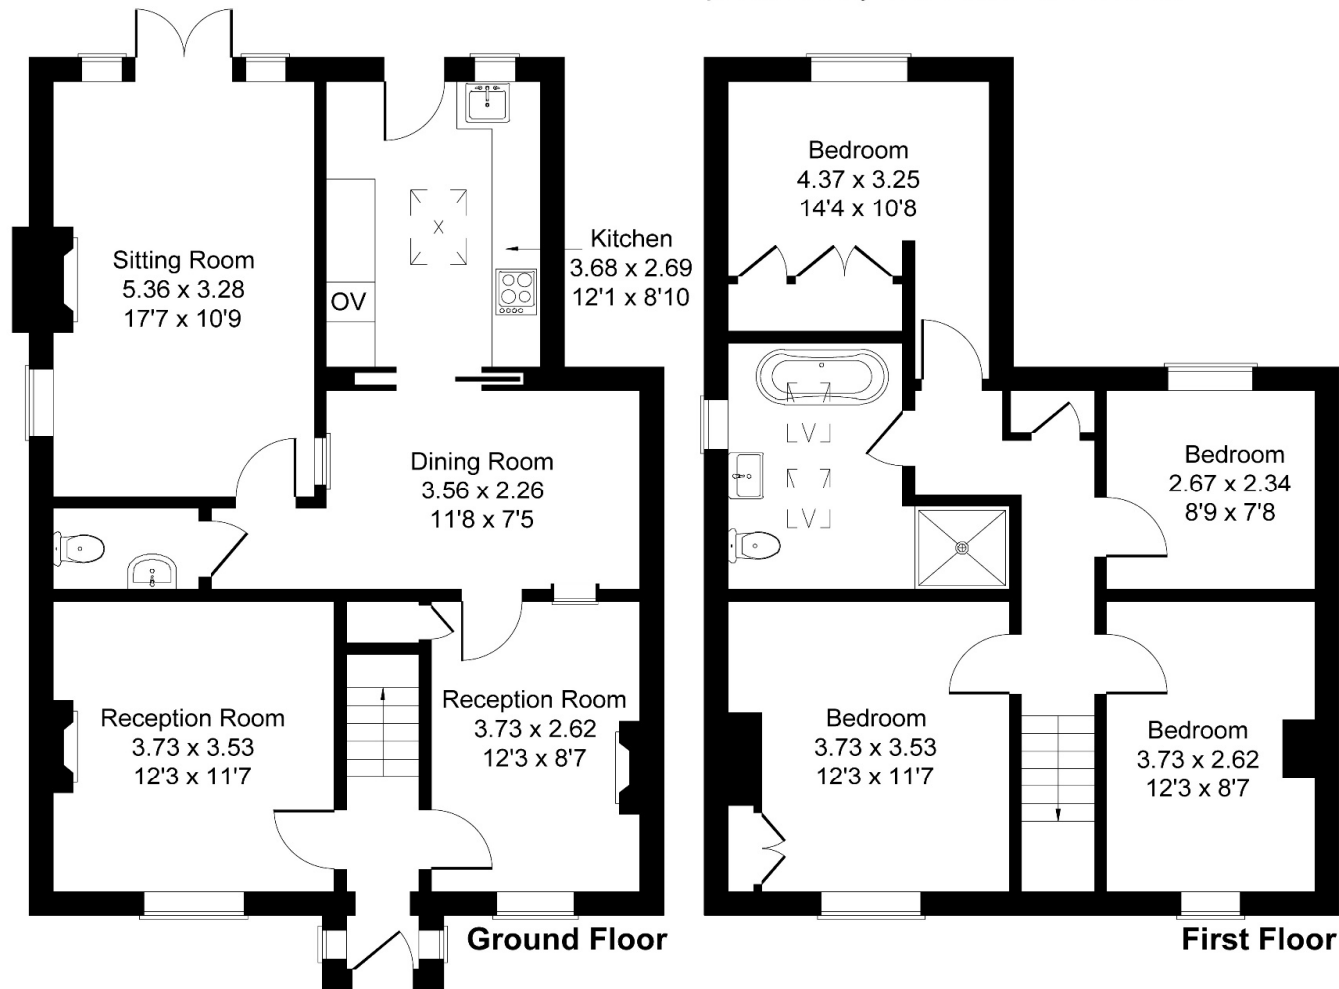 Sitting Room
5.36 x 3.28
17'7 x 10'9
OV
Kitchen
3.68 x 2.69
12'1 x 8'10
Dining Room
3.56 x 2.26
11'8 x 7'5
Reception Room
3.73 x 3.53
12'3 x 11'7
Reception Room
3.73 x 2.62
12'3 x 8'7
Ground Floor
Bedroom
4.37 x 3.25
14'4 x 10'8
Bedroom
2.67 x 2.34
8'9 x 7'8
Bedroom
3.73 x 3.53
12'3 x 11'7
Bedroom
3.73 x 2.62
12'3 x 8'7
First Floor